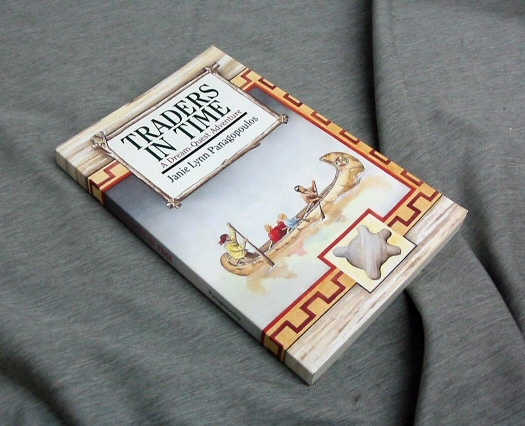 TRADERS
IN TIME
A Dream-Quest Adventure
Janie Lynn Panagopoulos